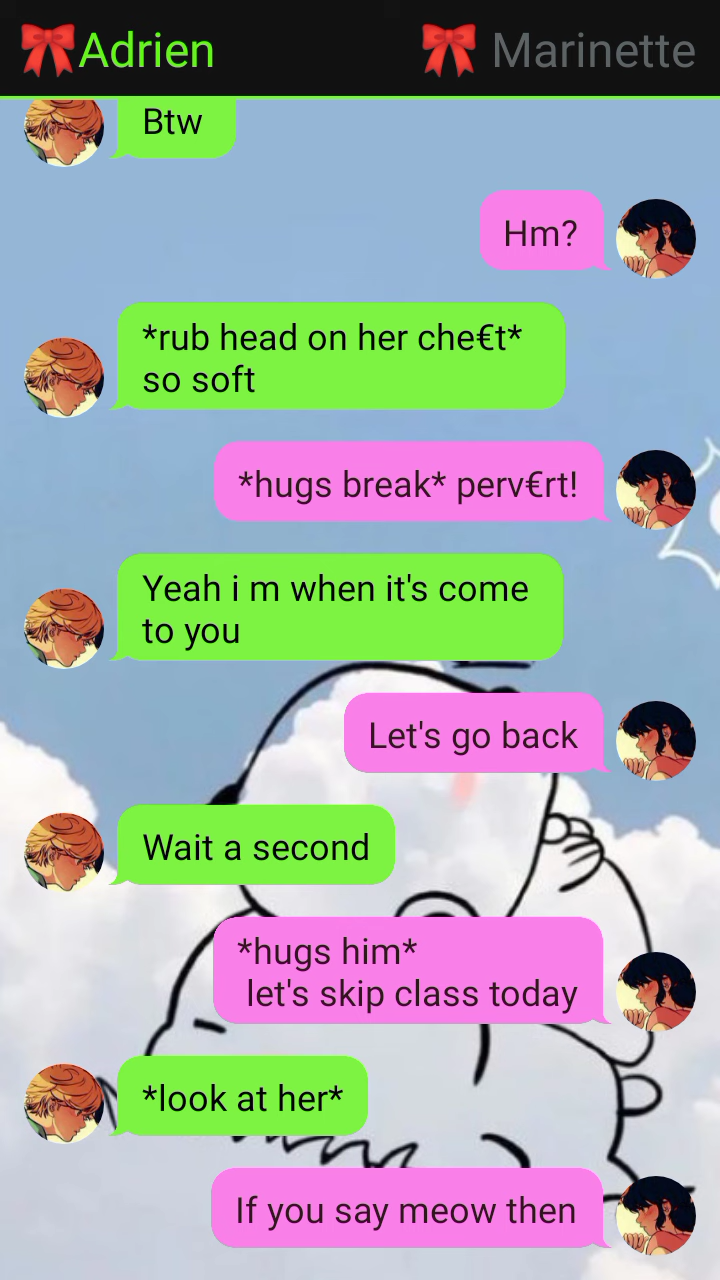 🎀Adrien 🎀 Marinette
Btw
Hm?
*rub head on her che€t*
so soft
*hugs break* perv€rt!
Yeah i m when it's come
to you
Let's go back
Wait a second
*hugs him*
let's skip class today
*look at her*
If you say meow then